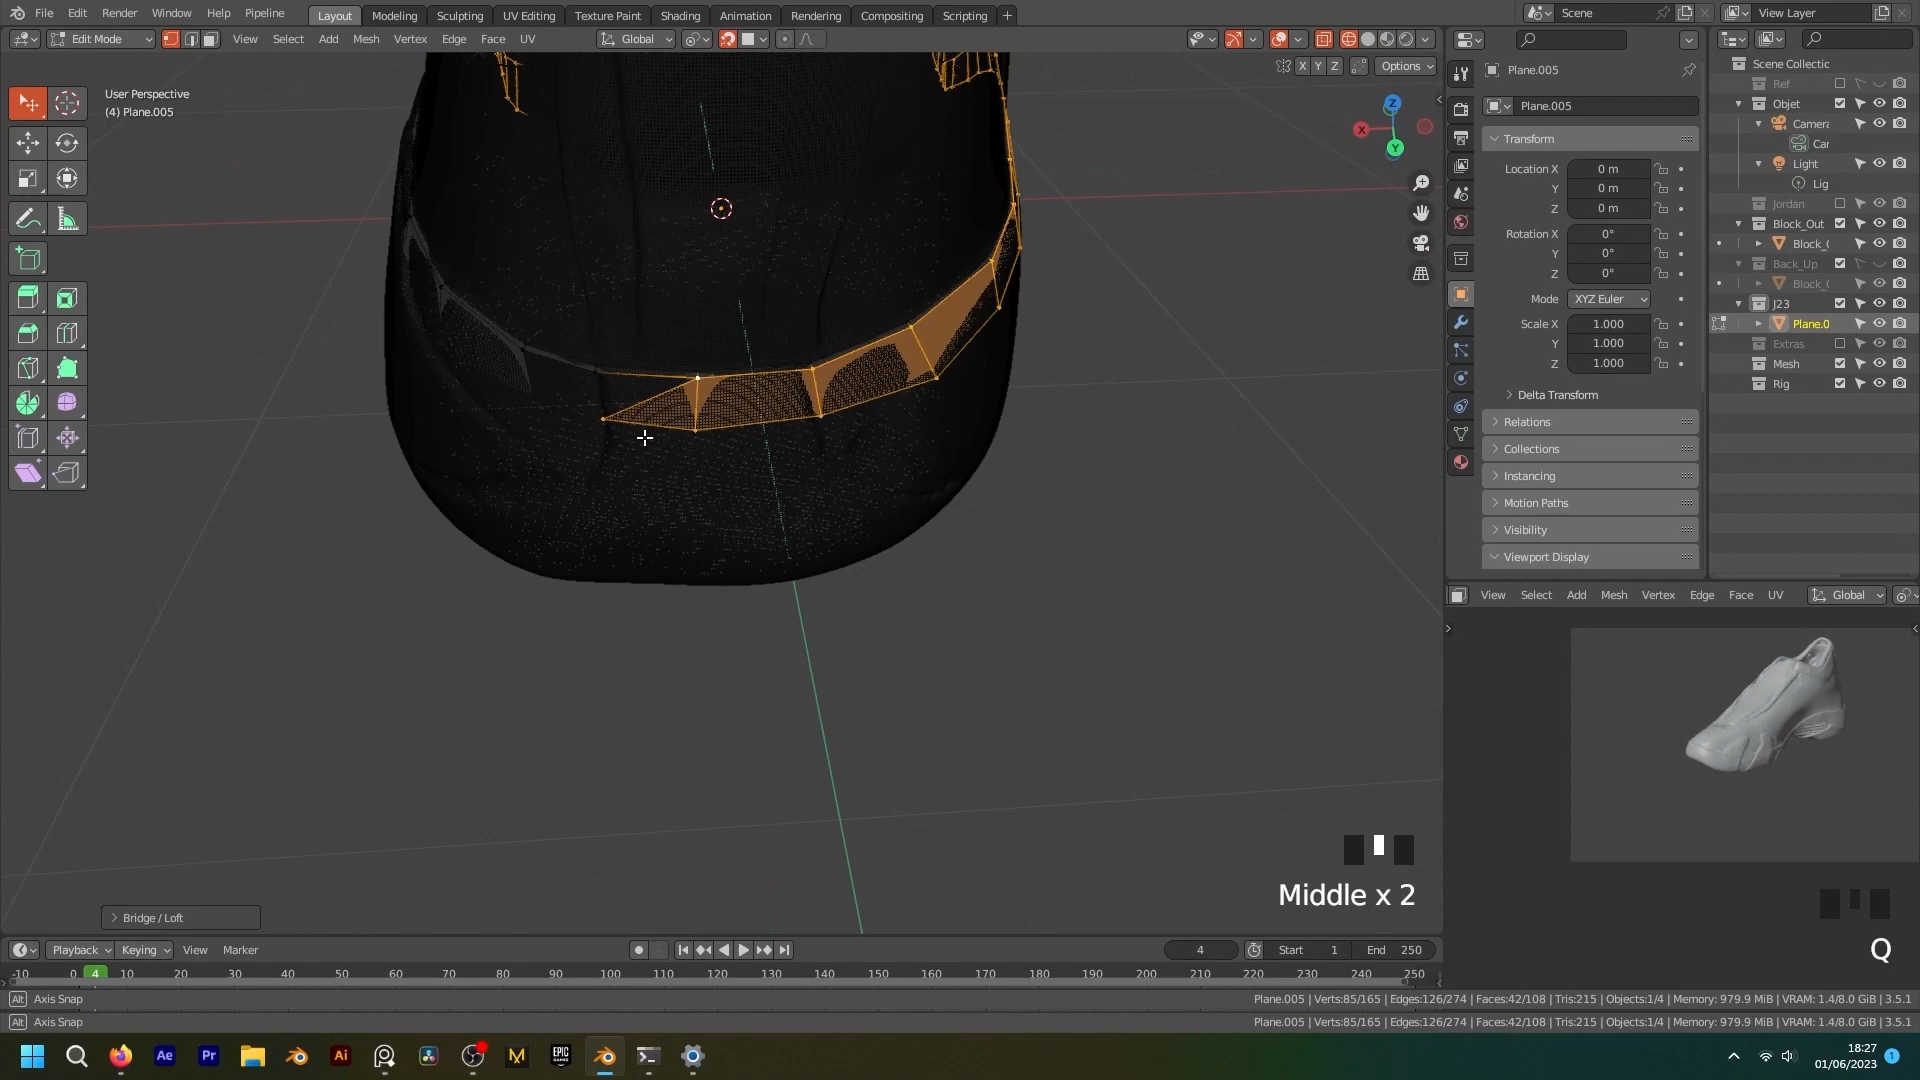 File Edit Render Window Help Pipeline Layout Modeling Sculpting UV Editing Texture Paint Shading Animation Rendering Compositing Scripting + Scene View Layer
Edit Mode View Select Add Mesh Vertex Edge Face UV Global
X Y Z Options
User Perspective
(4) Plane.005
Z
X
Y
Plane.005
Plane.005
Transform
Location X 0 m
Y 0 m
Z 0 m
Rotation X 0°
Y 0°
Z 0°
Mode XYZ Euler
Scale X 1.000
Y 1.000
Z 1.000
Delta Transform
Relations
Collections
Instancing
Motion Paths
Visibility
Viewport Display
Scene Collectic
Ref
Objet
Camera
Car
Light
Lig
Jordan
Block_Out
Block_(
Back_Up
Block_(
J23
Plane.0
Extras
Mesh
Rig
View Select Add Mesh Vertex Edge Face UV Global
Middle x 2
Q
Bridge / Loft
Playback Keying View Marker 4 Start 1 End 250
-10 0 4 10 20 30 40 50 60 70 80 90 100 110 120 130 140 150 160 170 180 190 200 210 220 230 240 250
Alt Axis Snap Plane.005 | Verts:85/165 | Edges:126/274 | Faces:42/108 | Tris:215 | Objects:1/4 | Memory: 979.9 MiB | VRAM: 1.4/8.0 GiB | 3.5.1
Alt Axis Snap Plane.005 | Verts:85/165 | Edges:126/274 | Faces:42/108 | Tris:215 | Objects:1/4 | Memory: 979.9 MiB | VRAM: 1.4/8.0 GiB | 3.5.1
Ae Pr Ai M EPIC
18:27
01/06/2023 1